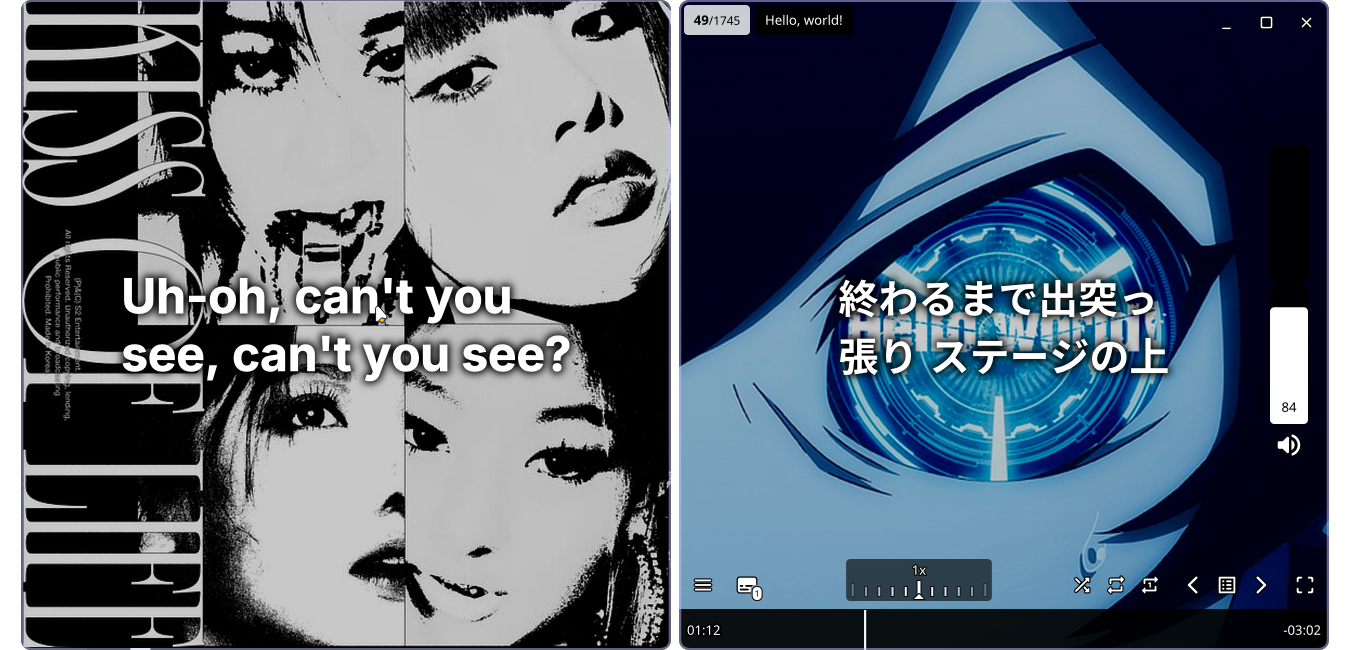 KISS OF LIFE
(P)&(C) S2 Entertainment.
All Rights Reserved. Unauthorized copying, lending,
public performance and broadcasting
Prohibited. Made in Korea
Uh-oh, can't you
see, can't you see?
49/1745
Hello, world!
終わるまで出突っ
張り ステージの上
Hello, World!
84
1x
1
1
01:12
-03:02